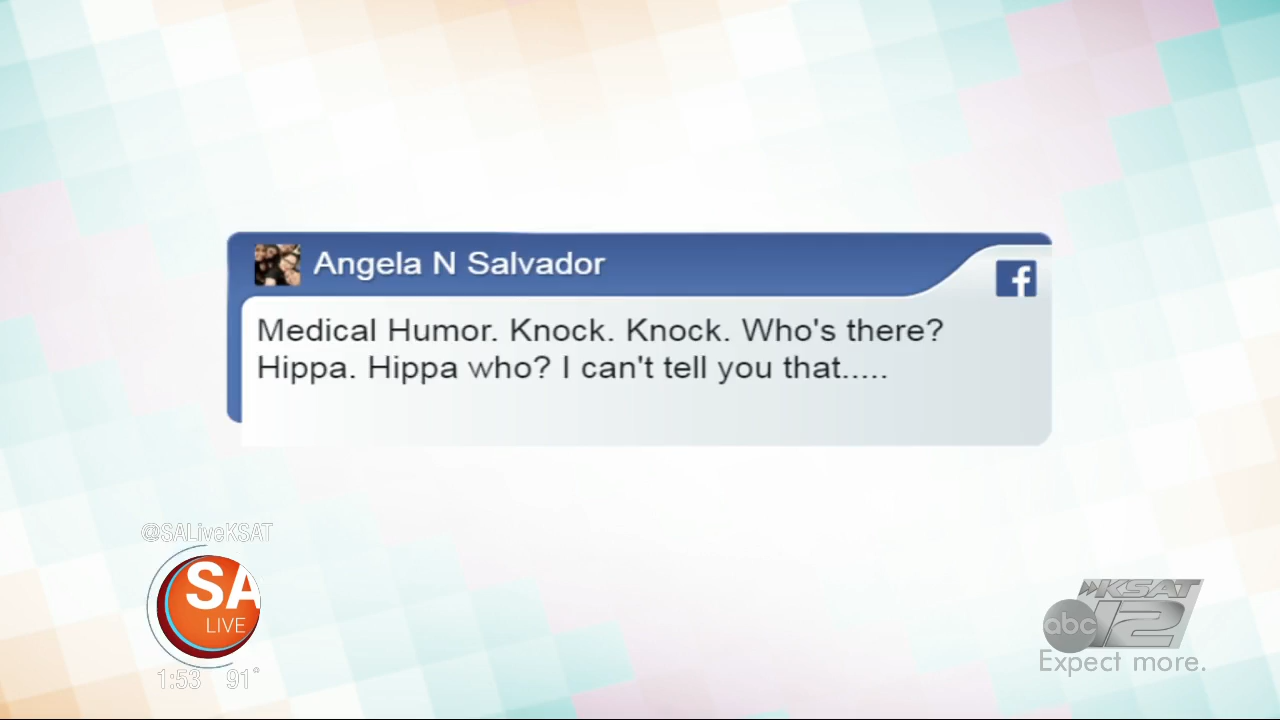 Angela N Salvador
Medical Humor. Knock. Knock. Who's there?
Hippa. Hippa who? I can't tell you that.....
@SALiveKSAT
SA
LIVE
1:53 91°
KSAT
abc 12
Expect more.